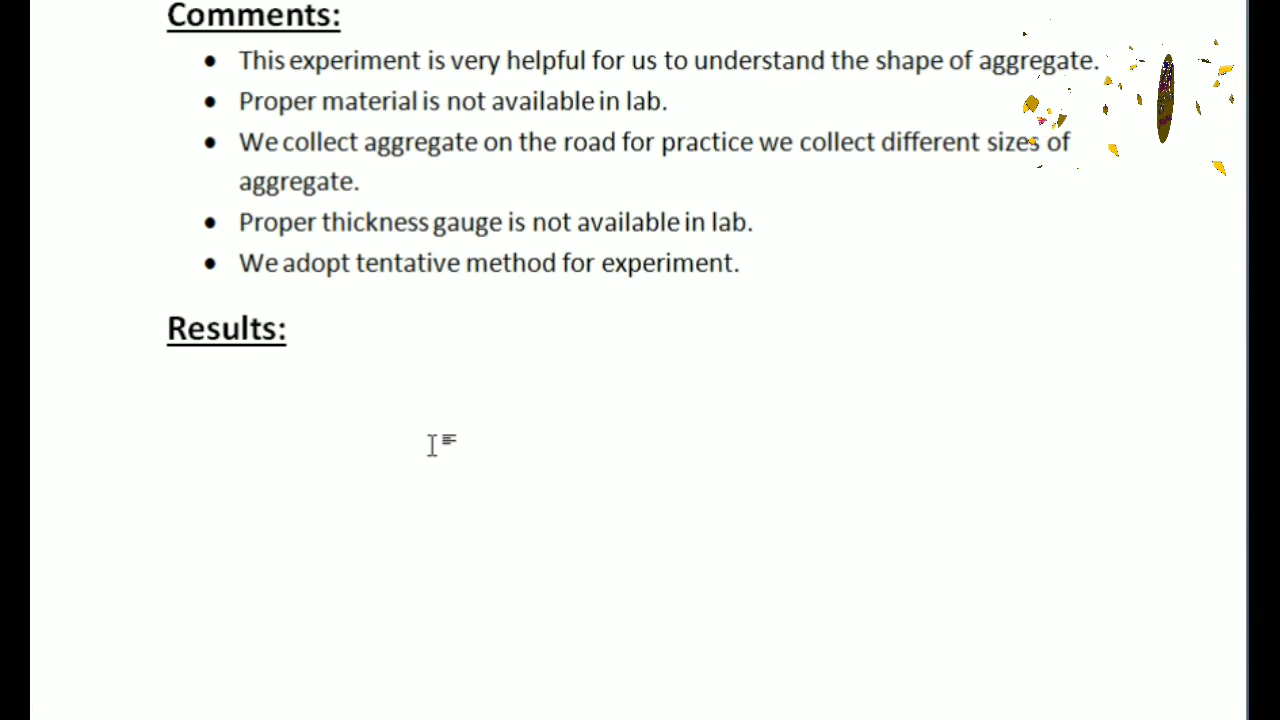 Comments:
• This experiment is very helpful for us to understand the shape of aggregate.
• Proper material is not available in lab.
• We collect aggregate on the road for practice we collect different sizes of
aggregate.
• Proper thickness gauge is not available in lab.
• We adopt tentative method for experiment.
Results: